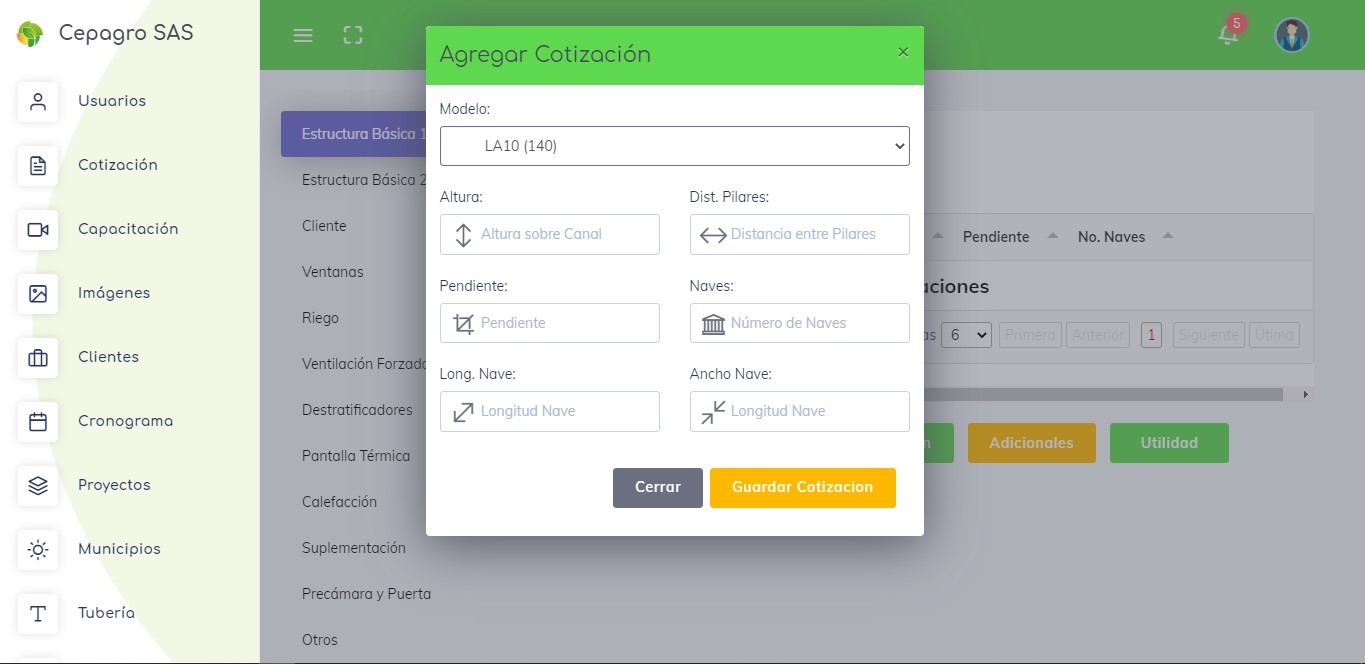 Cepagro SAS
5
Usuarios
Cotización
Capacitación
Imágenes
Clientes
Cronograma
Proyectos
Municipios
Tubería
Estructura Básica 1
Estructura Básica 2
Cliente
Ventanas
Riego
Ventilación Forzad
Destratificadores
Pantalla Térmica
Calefacción
Suplementación
Precámara y Puerta
Otros
Agregar Cotización
×
Modelo:
LA10 (140)
Altura: Dist. Pilares:
Altura sobre Canal Distancia entre Pilares
Pendiente: Naves:
Pendiente Número de Naves
Long. Nave: Ancho Nave:
Longitud Nave Longitud Nave
Cerrar Guardar Cotizacion
Pendiente No. Naves
aciones
as 6 Primera Anterior 1 Siguiente Utima
n Adicionales Utilidad